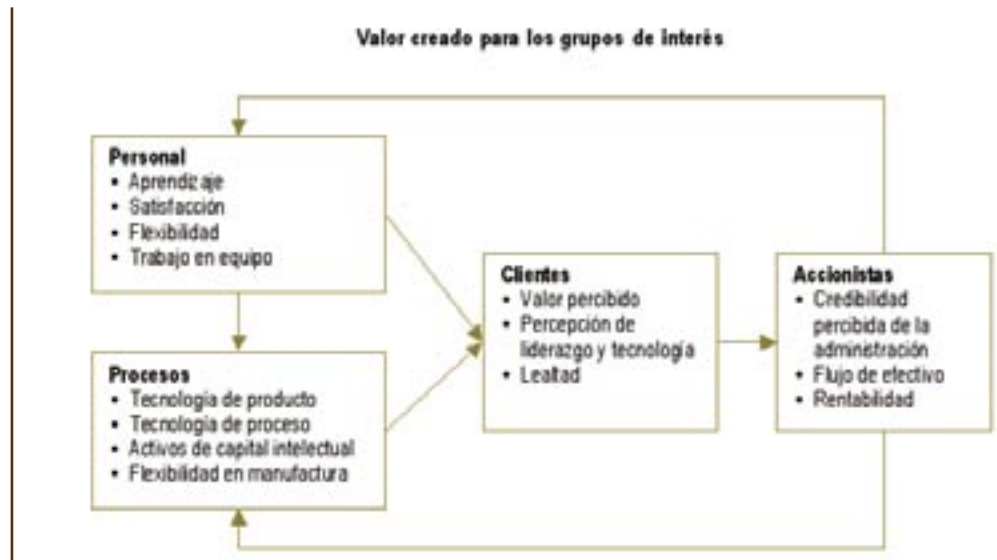 Valor creado para los grupos de interés
Personal
• Aprendizaje
• Satisfacción
• Flexibilidad
• Trabajo en equipo
Procesos
• Tecnología de producto
• Tecnología de proceso
• Activos de capital intelectual
• Flexibilidad en manufactura
Clientes
• Valor percibido
• Percepción de
liderazgo y tecnología
• Lealtad
Accionistas
• Credibilidad
percibida de la
administración
• Flujo de efectivo
• Rentabilidad